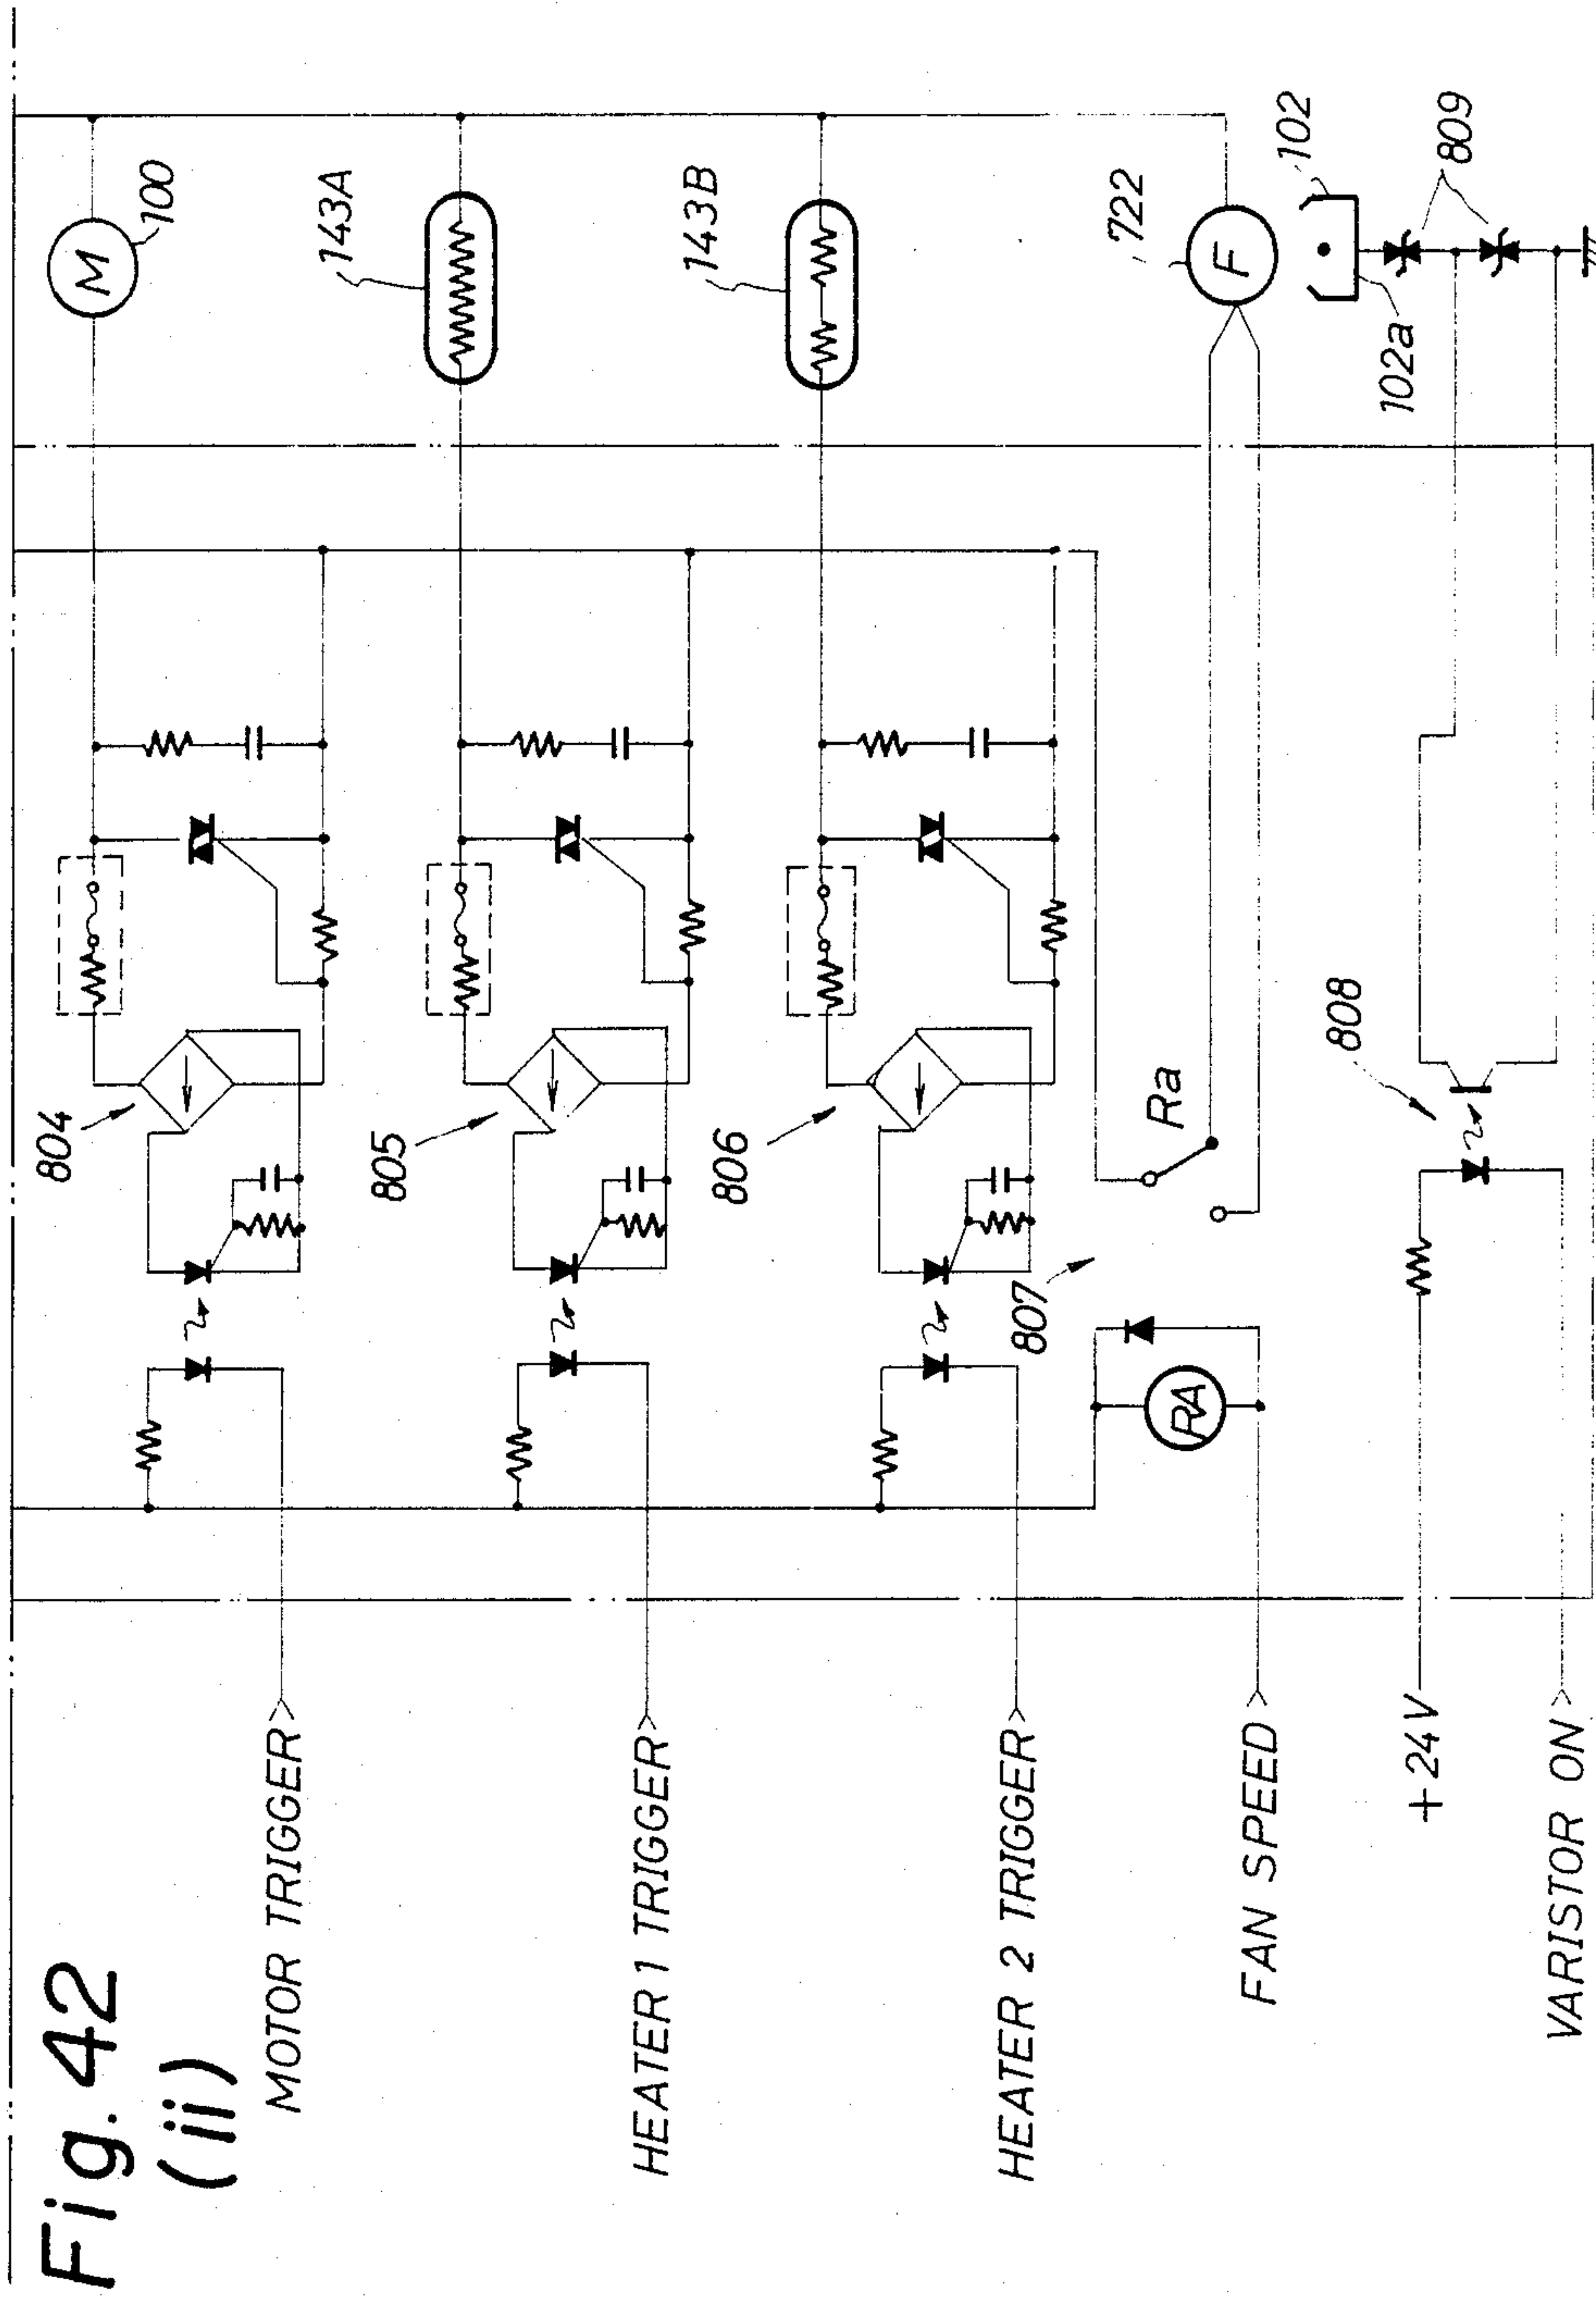 Fig. 42
(ii)
MOTOR TRIGGER
HEATER 1 TRIGGER
HEATER 2 TRIGGER
FAN SPEED
+24V
VARISTOR ON
804
805
806
807
RA
Ra
808
M
100
143A
143B
722
F
102
102a
809